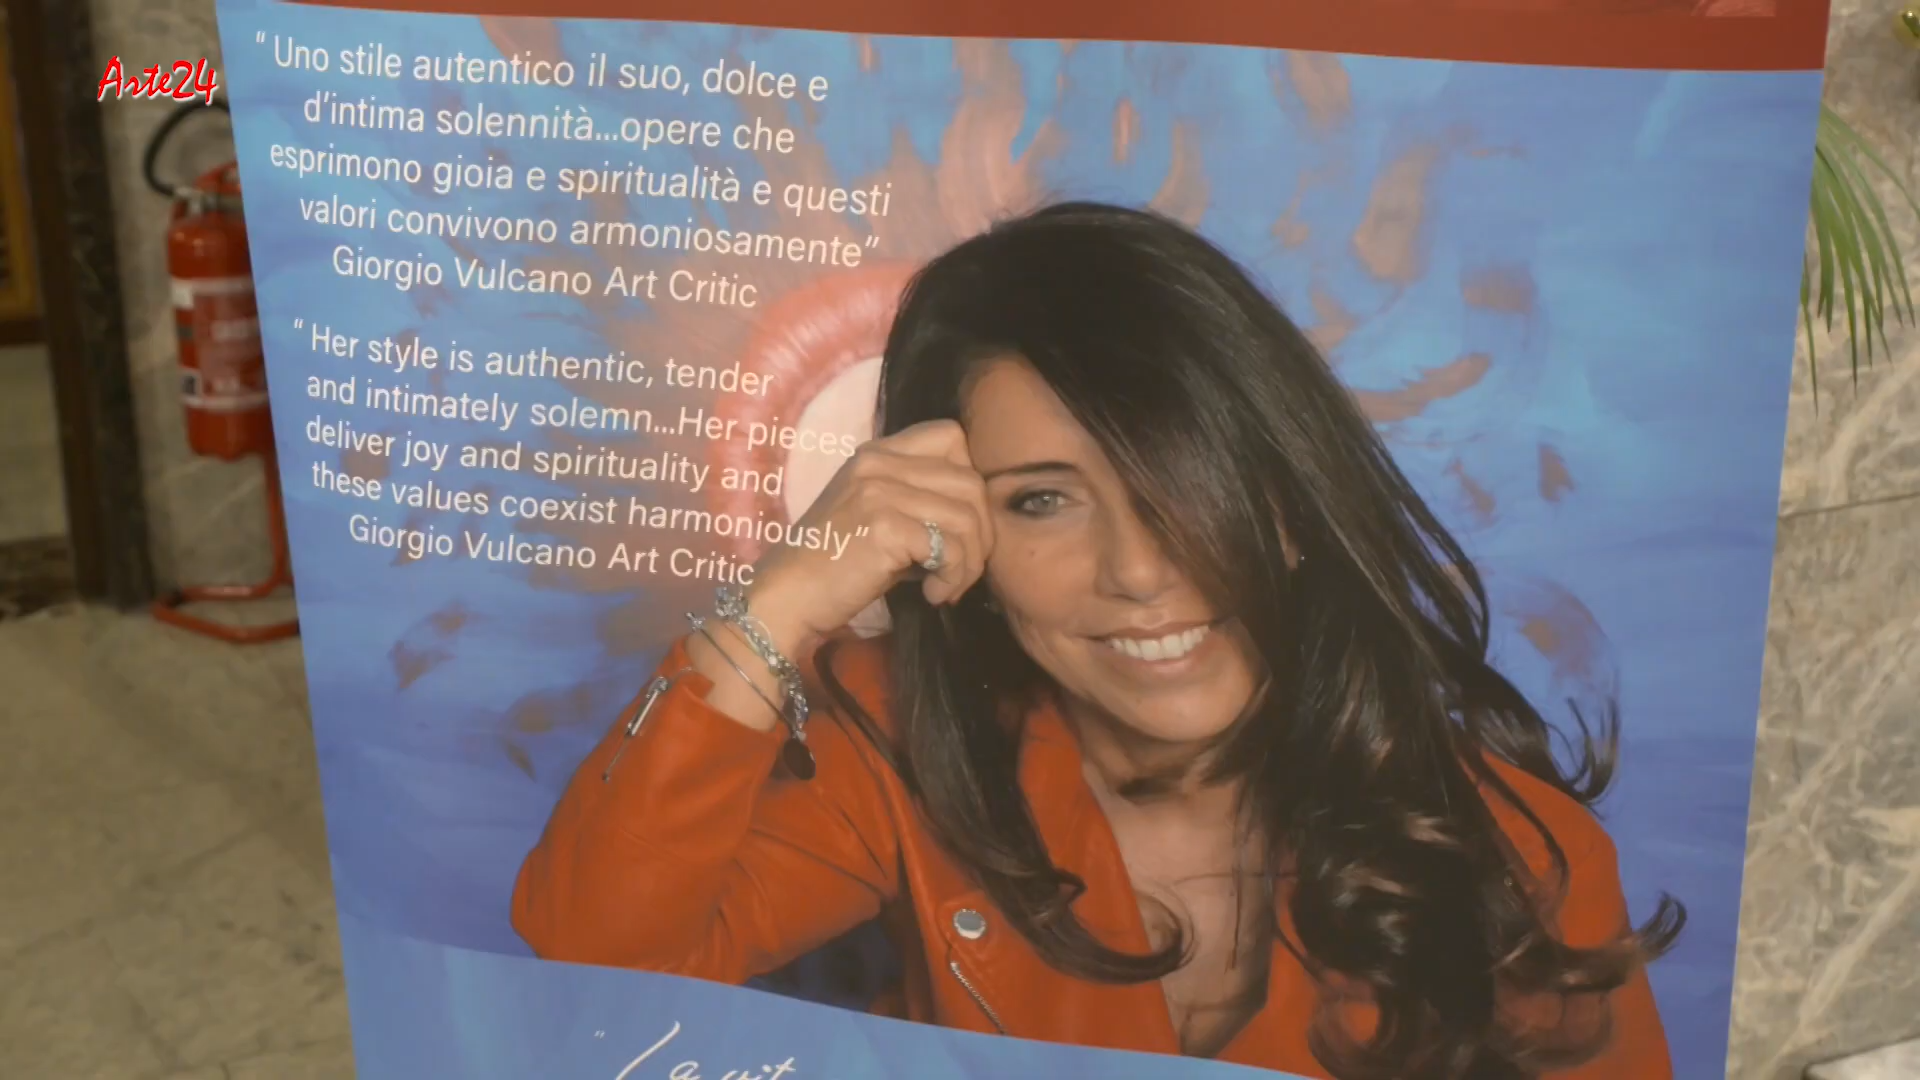 Arte24
“ Uno stile autentico il suo, dolce e
d’intima solennità...opere che
esprimono gioia e spiritualità e questi
valori convivono armoniosamente”
Giorgio Vulcano Art Critic
“ Her style is authentic, tender
and intimately solemn...Her pieces
deliver joy and spirituality and
these values coexist harmoniously”
Giorgio Vulcano Art Critic
“ La